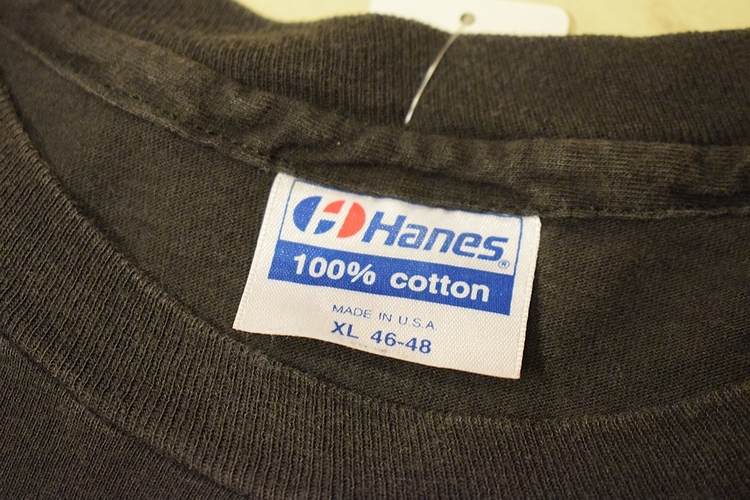 Hanes®
100% cotton
MADE IN U.S.A.
XL 46-48